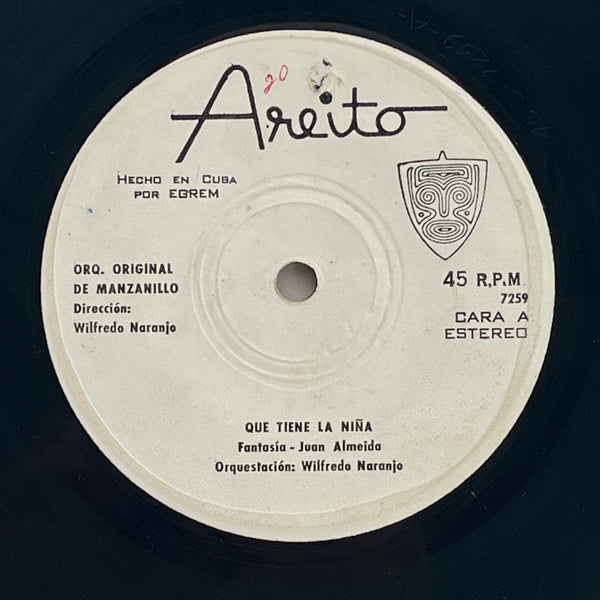 20
Areito
HECHO EN CUBA
POR EGREM
ORQ. ORIGINAL
DE MANZANILLO
Dirección:
Wilfredo Naranjo
45 R.P.M.
7259
CARA A
ESTEREO
QUE TIENE LA NIÑA
Fantasía - Juan Almeida
Orquestación: Wilfredo Naranjo